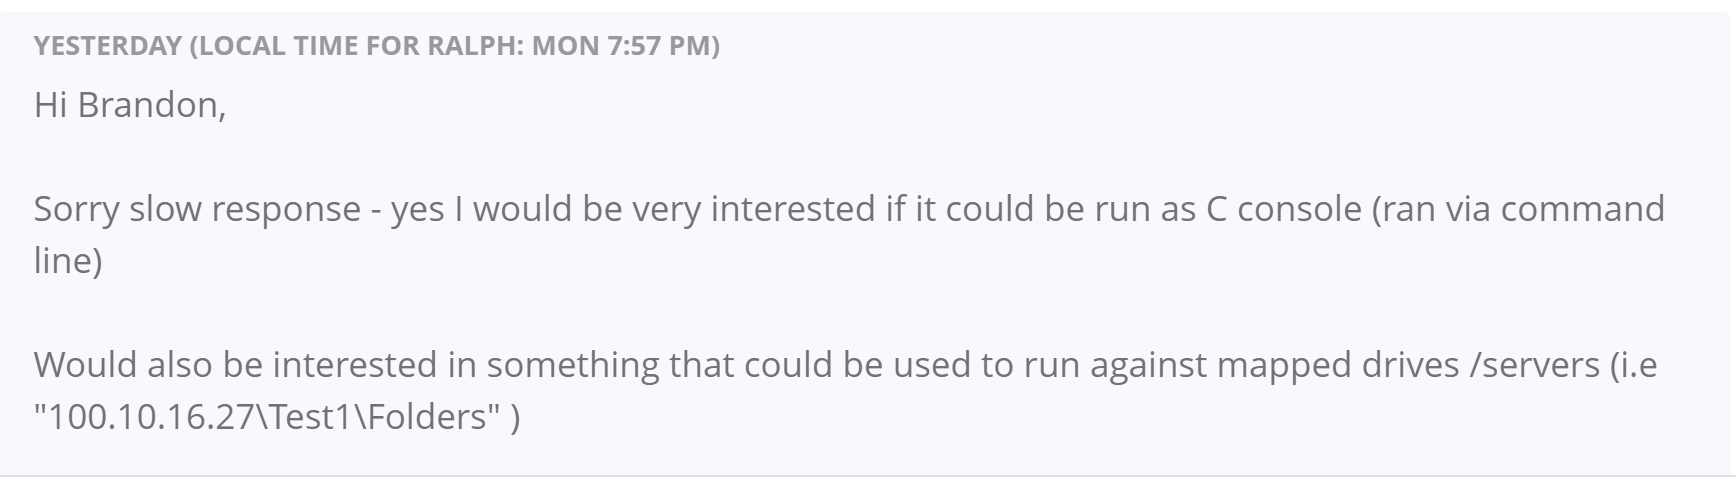 YESTERDAY (LOCAL TIME FOR RALPH: MON 7:57 PM)
Hi Brandon,
Sorry slow response - yes I would be very interested if it could be run as C console (ran via command
line)
Would also be interested in something that could be used to run against mapped drives /servers (i.e
"100.10.16.27\Test1\Folders" )